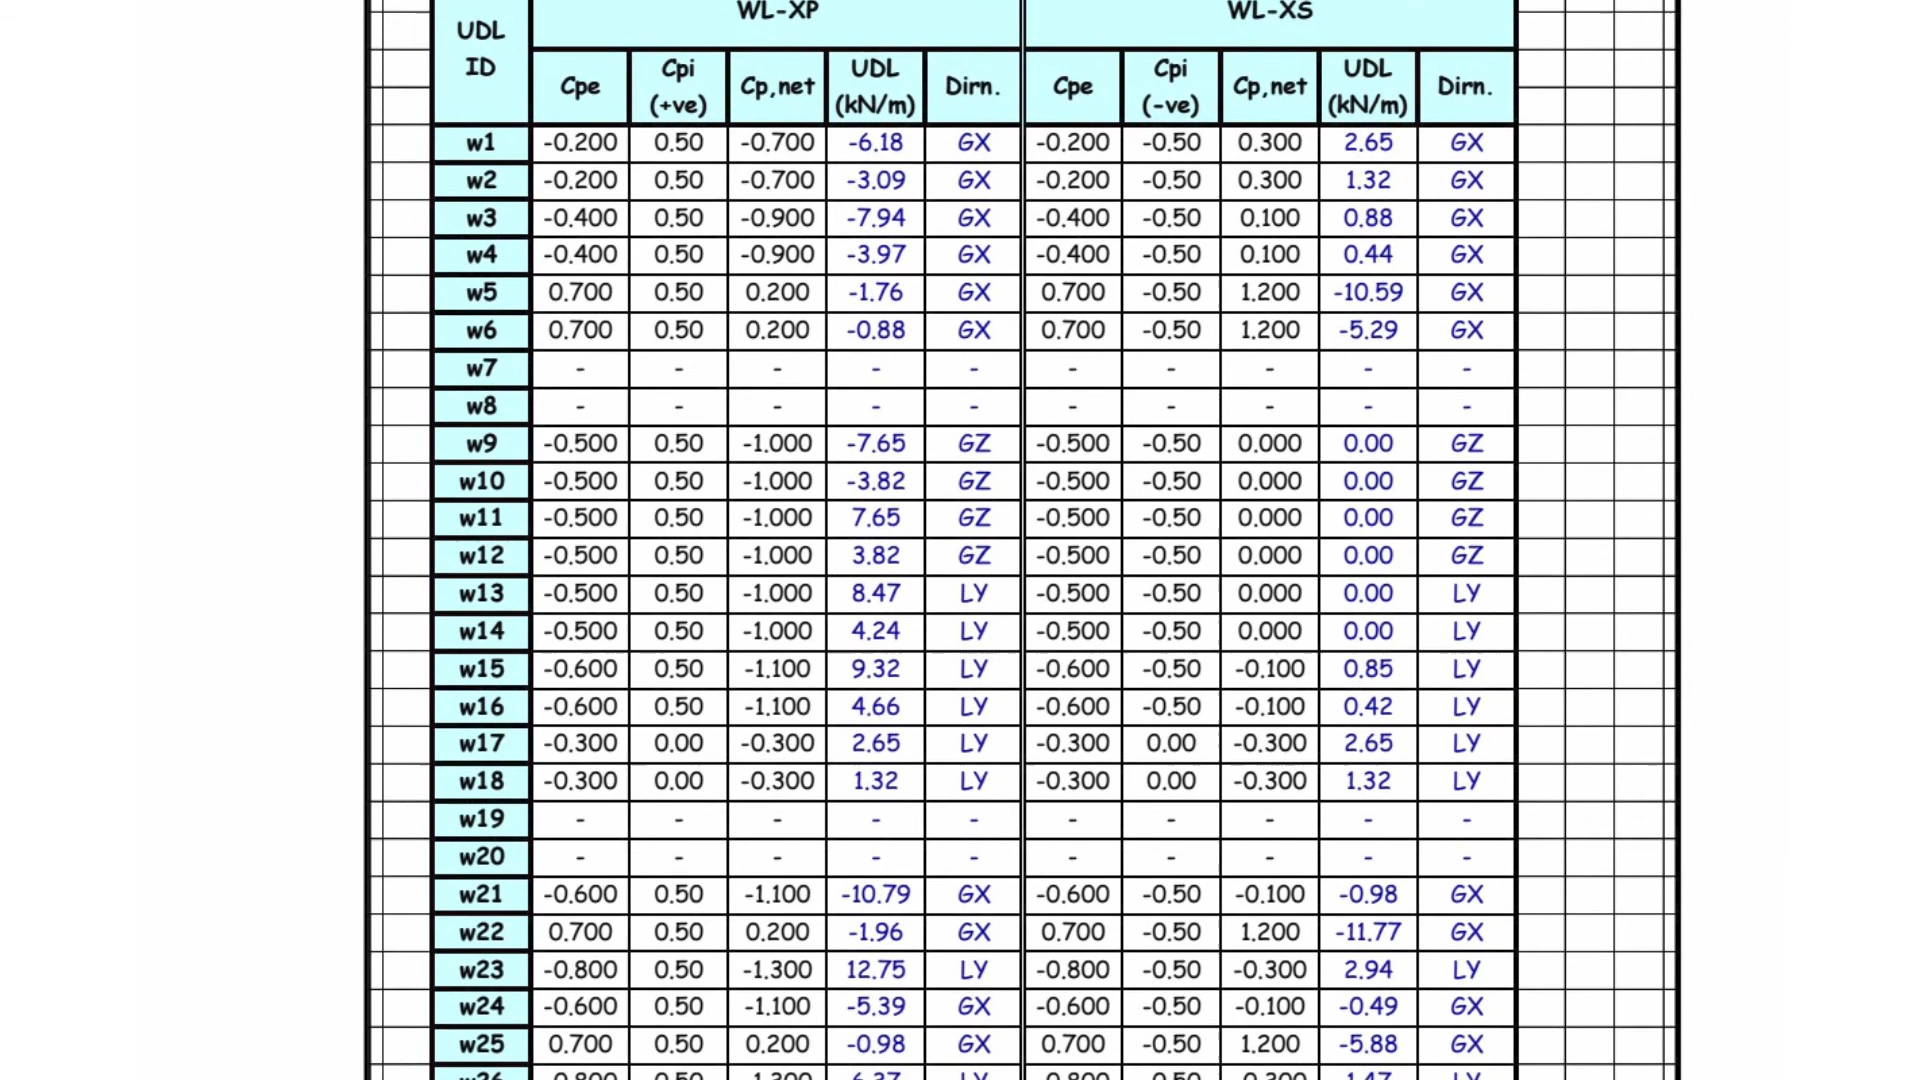 WL-XP WL-XS
UDL ID Cpe Cpi (+ve) Cp,net UDL (kN/m) Dirn. Cpe Cpi (-ve) Cp,net UDL (kN/m) Dirn.
w1 -0.200 0.50 -0.700 -6.18 GX -0.200 -0.50 0.300 2.65 GX
w2 -0.200 0.50 -0.700 -3.09 GX -0.200 -0.50 0.300 1.32 GX
w3 -0.400 0.50 -0.900 -7.94 GX -0.400 -0.50 0.100 0.88 GX
w4 -0.400 0.50 -0.900 -3.97 GX -0.400 -0.50 0.100 0.44 GX
w5 0.700 0.50 0.200 -1.76 GX 0.700 -0.50 1.200 -10.59 GX
w6 0.700 0.50 0.200 -0.88 GX 0.700 -0.50 1.200 -5.29 GX
w7 - - - - - - - - - -
w8 - - - - - - - - - -
w9 -0.500 0.50 -1.000 -7.65 GZ -0.500 -0.50 0.000 0.00 GZ
w10 -0.500 0.50 -1.000 -3.82 GZ -0.500 -0.50 0.000 0.00 GZ
w11 -0.500 0.50 -1.000 7.65 GZ -0.500 -0.50 0.000 0.00 GZ
w12 -0.500 0.50 -1.000 3.82 GZ -0.500 -0.50 0.000 0.00 GZ
w13 -0.500 0.50 -1.000 8.47 LY -0.500 -0.50 0.000 0.00 LY
w14 -0.500 0.50 -1.000 4.24 LY -0.500 -0.50 0.000 0.00 LY
w15 -0.600 0.50 -1.100 9.32 LY -0.600 -0.50 -0.100 0.85 LY
w16 -0.600 0.50 -1.100 4.66 LY -0.600 -0.50 -0.100 0.42 LY
w17 -0.300 0.00 -0.300 2.65 LY -0.300 0.00 -0.300 2.65 LY
w18 -0.300 0.00 -0.300 1.32 LY -0.300 0.00 -0.300 1.32 LY
w19 - - - - - - - - - -
w20 - - - - - - - - - -
w21 -0.600 0.50 -1.100 -10.79 GX -0.600 -0.50 -0.100 -0.98 GX
w22 0.700 0.50 0.200 -1.96 GX 0.700 -0.50 1.200 -11.77 GX
w23 -0.800 0.50 -1.300 12.75 LY -0.800 -0.50 -0.300 2.94 LY
w24 -0.600 0.50 -1.100 -5.39 GX -0.600 -0.50 -0.100 -0.49 GX
w25 0.700 0.50 0.200 -0.98 GX 0.700 -0.50 1.200 -5.88 GX